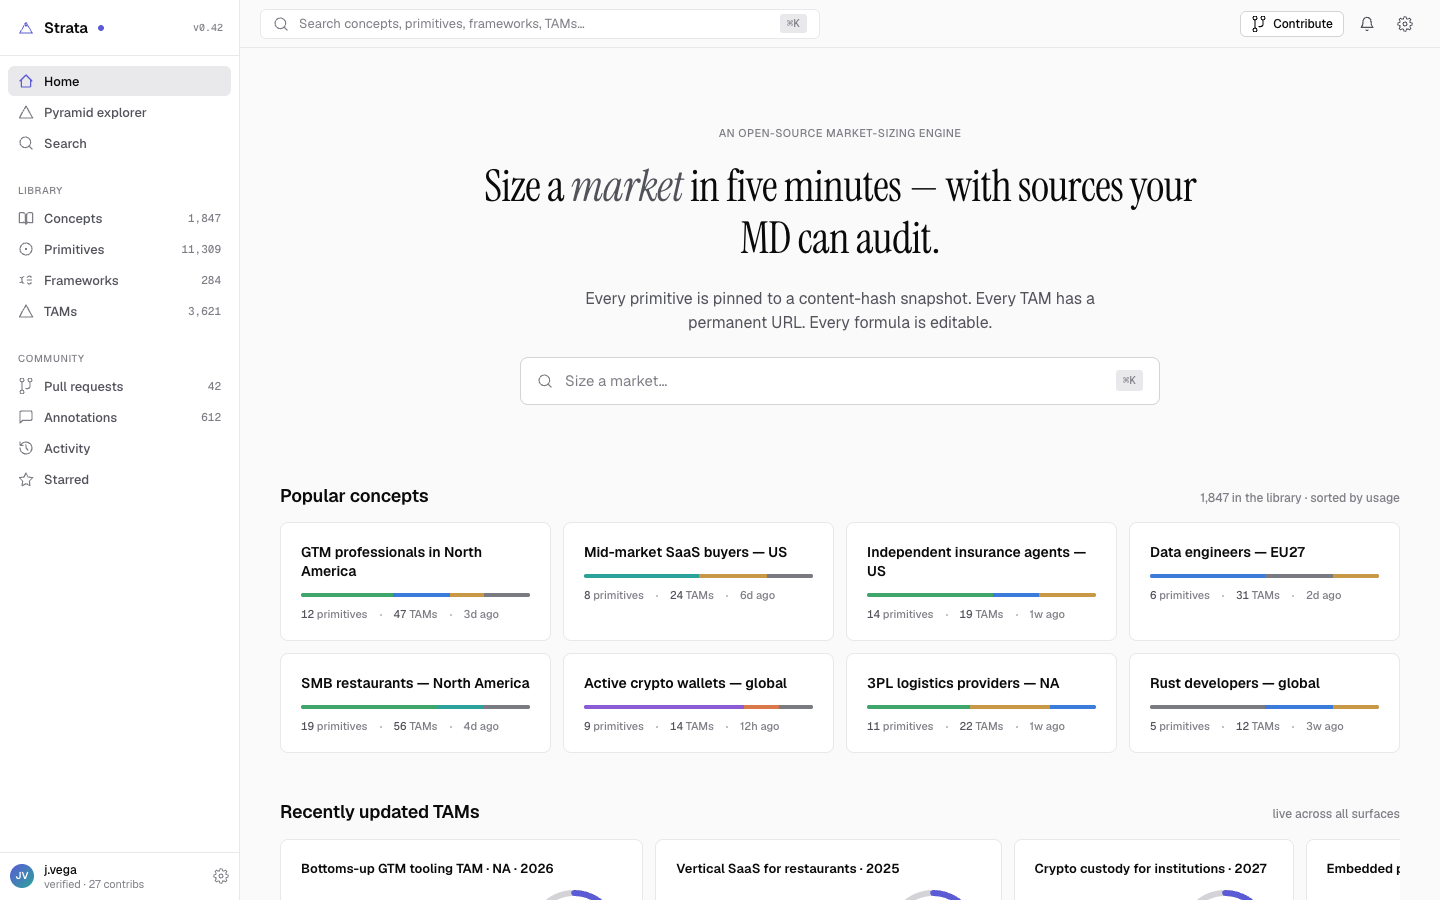 Strata
v0.42
Search concepts, primitives, frameworks, TAMs...
⌘K
Contribute
Home
Pyramid explorer
Search
LIBRARY
Concepts 1,847
Primitives 11,309
Frameworks 284
TAMs 3,621
COMMUNITY
Pull requests 42
Annotations 612
Activity
Starred
JV
j.vega
verified · 27 contribs
AN OPEN-SOURCE MARKET-SIZING ENGINE
Size a market in five minutes — with sources your
MD can audit.
Every primitive is pinned to a content-hash snapshot. Every TAM has a
permanent URL. Every formula is editable.
Size a market...
⌘K
Popular concepts
1,847 in the library · sorted by usage
GTM professionals in North
America
12 primitives · 47 TAMs · 3d ago
Mid-market SaaS buyers — US
8 primitives · 24 TAMs · 6d ago
Independent insurance agents —
US
14 primitives · 19 TAMs · 1w ago
Data engineers — EU27
6 primitives · 31 TAMs · 2d ago
SMB restaurants — North America
19 primitives · 56 TAMs · 4d ago
Active crypto wallets — global
9 primitives · 14 TAMs · 12h ago
3PL logistics providers — NA
11 primitives · 22 TAMs · 1w ago
Rust developers — global
5 primitives · 12 TAMs · 3w ago
Recently updated TAMs
live across all surfaces
Bottoms-up GTM tooling TAM · NA · 2026
Vertical SaaS for restaurants · 2025
Crypto custody for institutions · 2027
Embedded